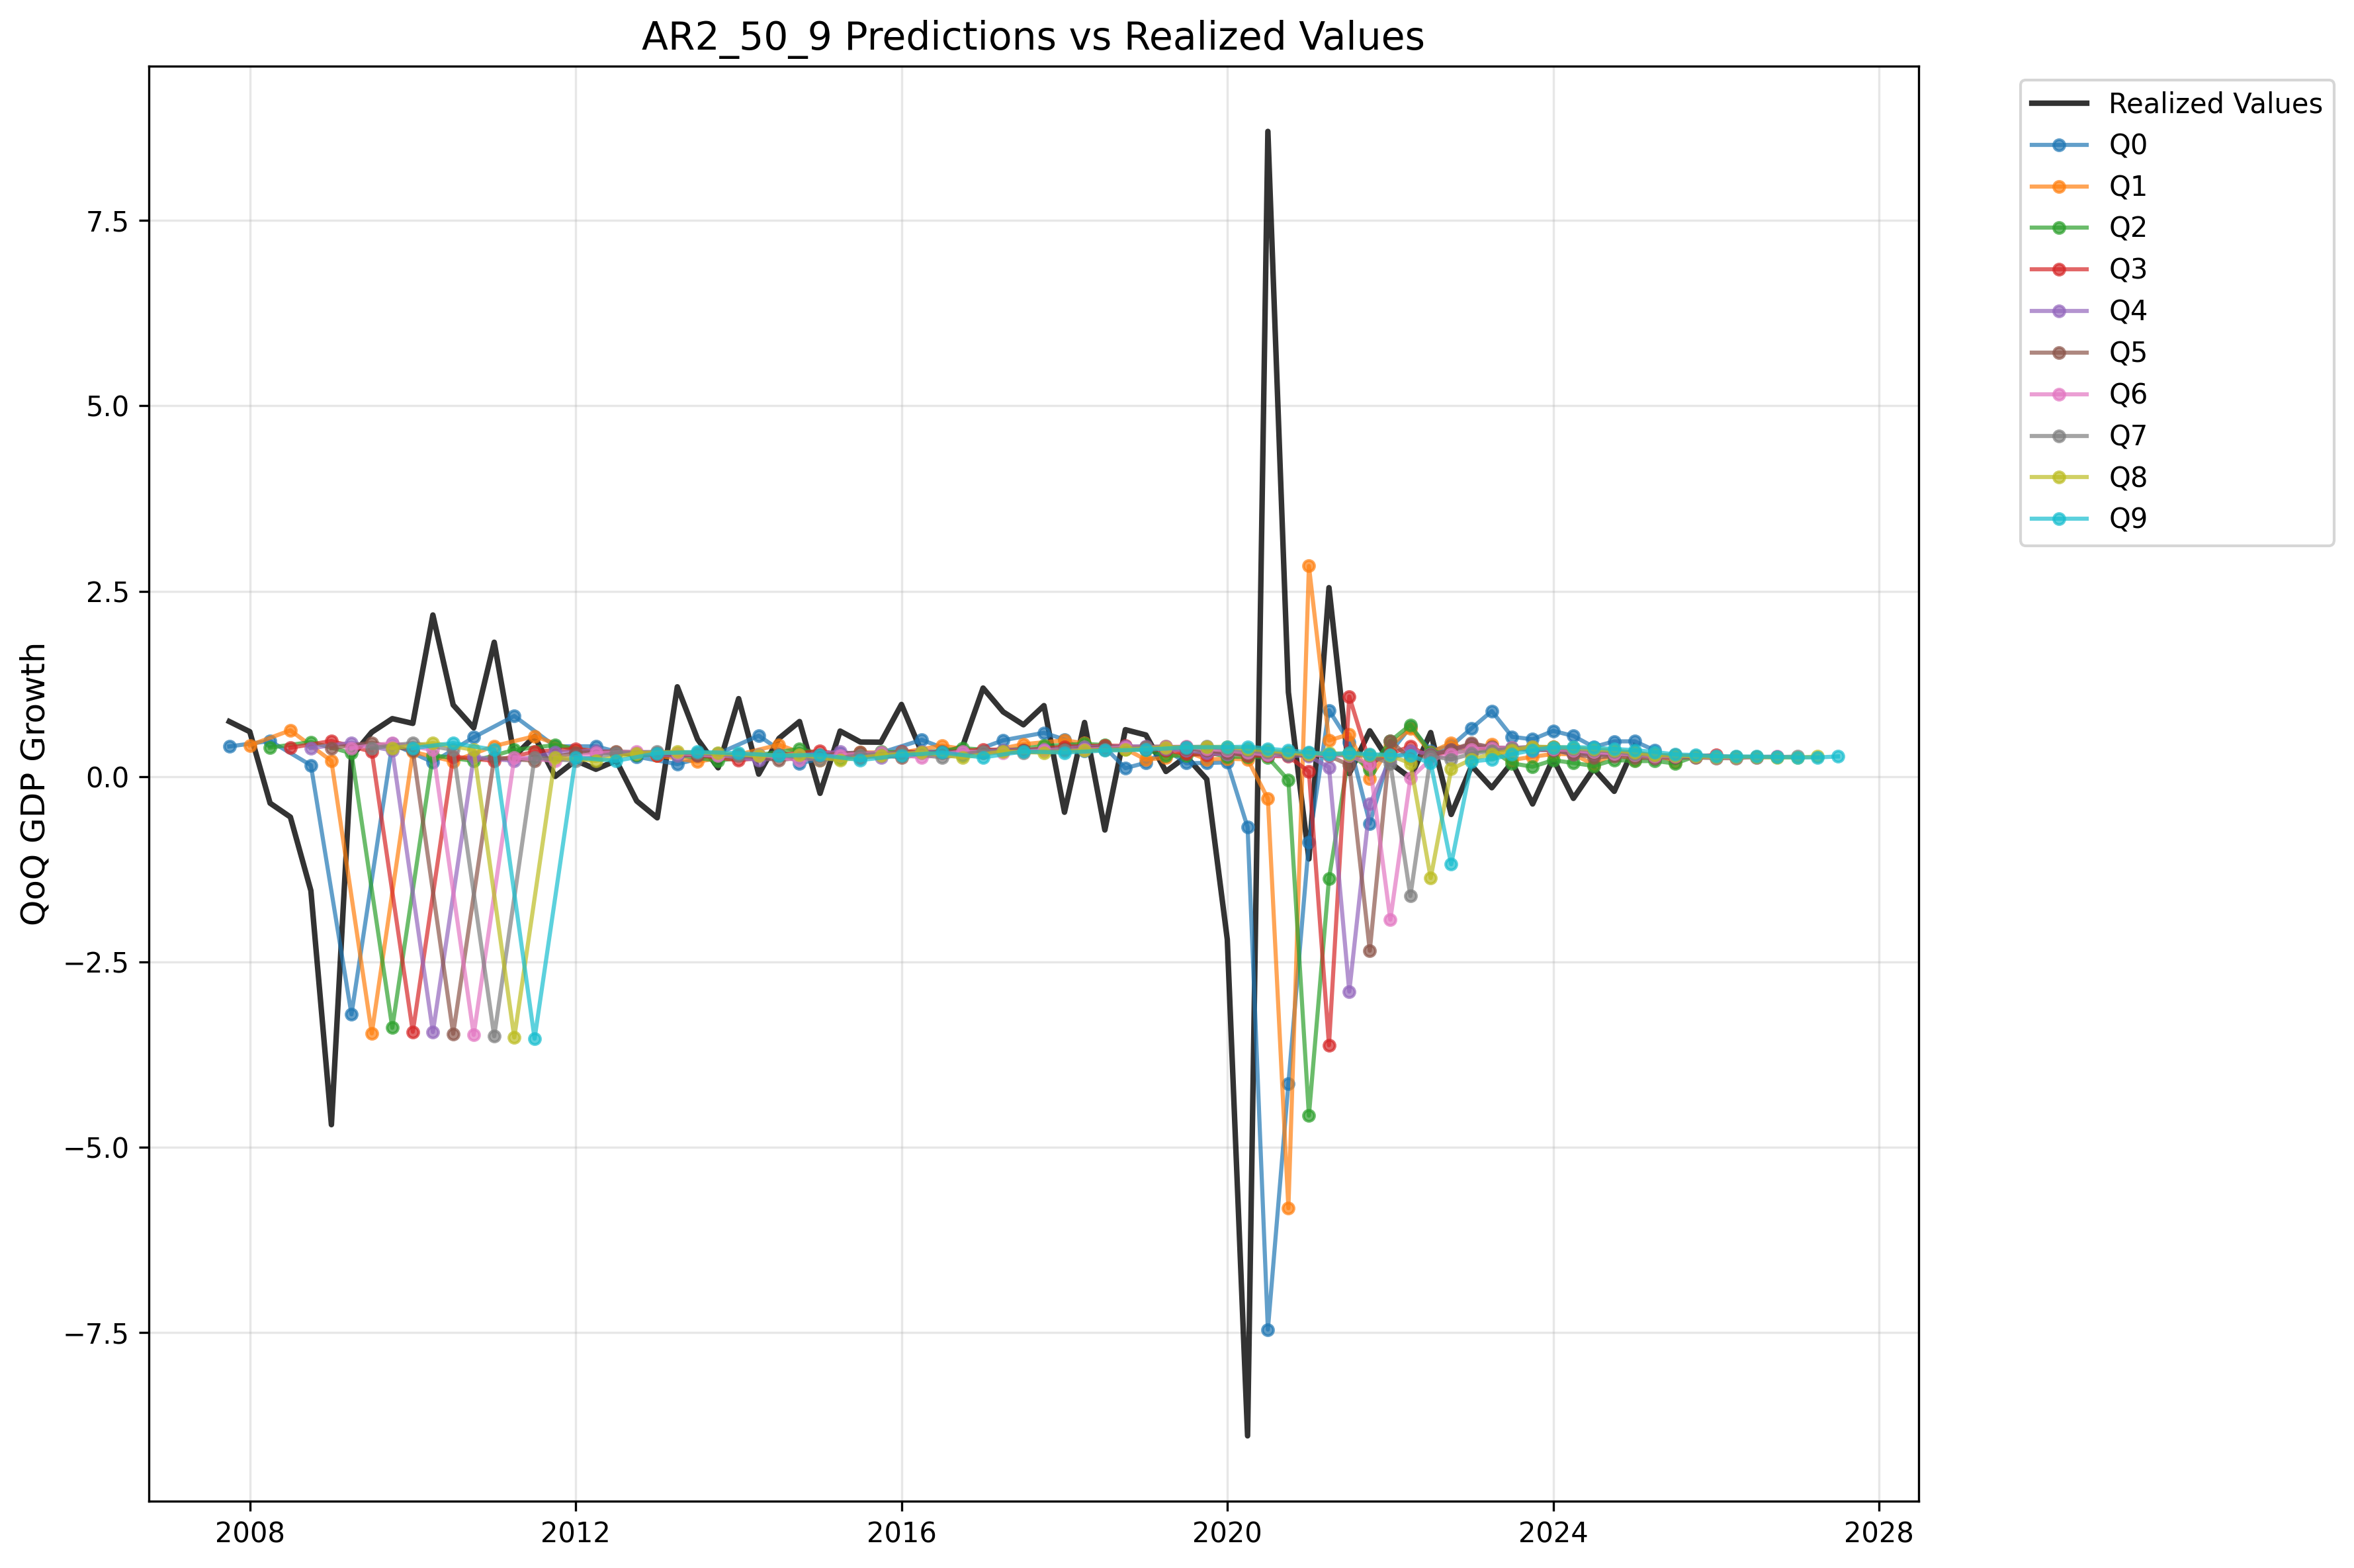 AR2_50_9 Predictions vs Realized Values
QoQ GDP Growth
7.5
5.0
2.5
0.0
−2.5
−5.0
−7.5
2008
2012
2016
2020
2024
2028
Realized Values
Q0
Q1
Q2
Q3
Q4
Q5
Q6
Q7
Q8
Q9